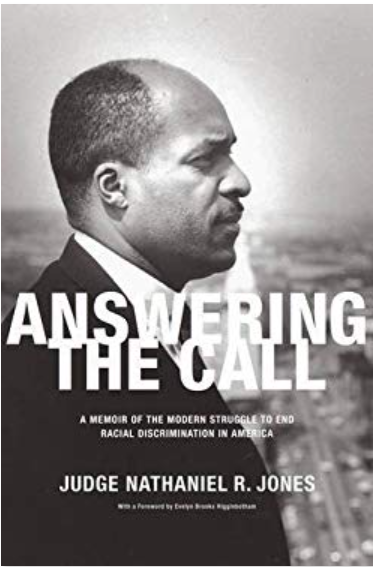 ANSWERING
THE CALL
A MEMOIR OF THE MODERN STRUGGLE TO END
RACIAL DISCRIMINATION IN AMERICA
JUDGE NATHANIEL R. JONES
With a Foreword by Evelyn Brooks Higginbotham